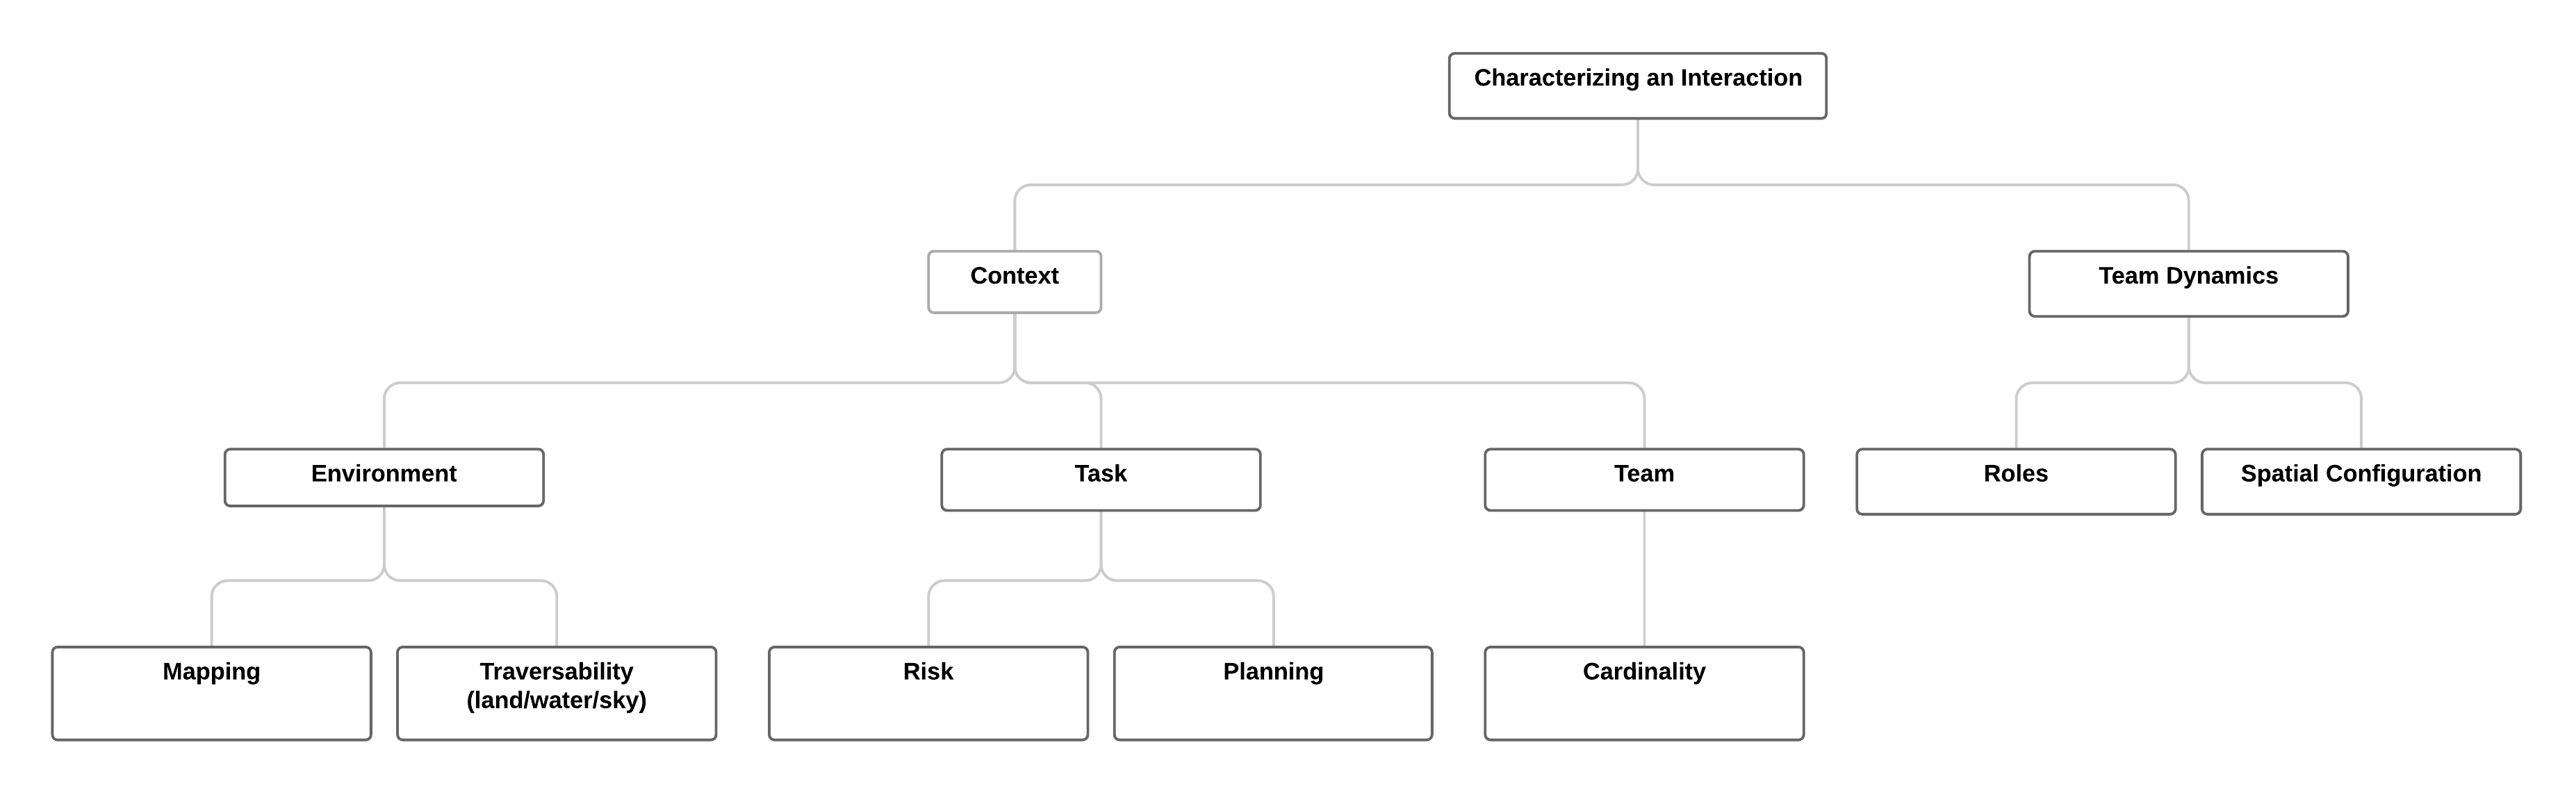 Characterizing an Interaction
Context
Team Dynamics
Environment
Task
Team
Roles
Spatial Configuration
Mapping
Traversability
(land/water/sky)
Risk
Planning
Cardinality